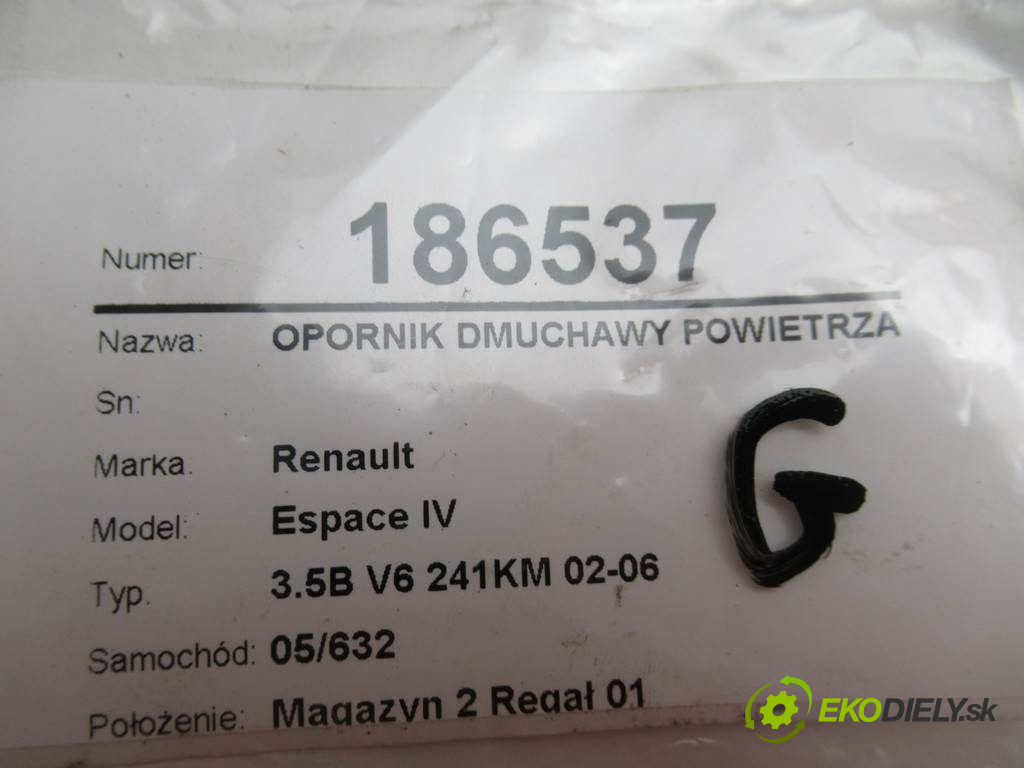 Numer: 186537
Nazwa: OPORNIK DMUCHAWY POWIETRZA
Sn:
Marka: Renault
Model: Espace IV
Typ. 3.5B V6 241KM 02-06
Samochód: 05/632
Położenie: Magazyn 2 Regał 01
G
EKODIELY.sk